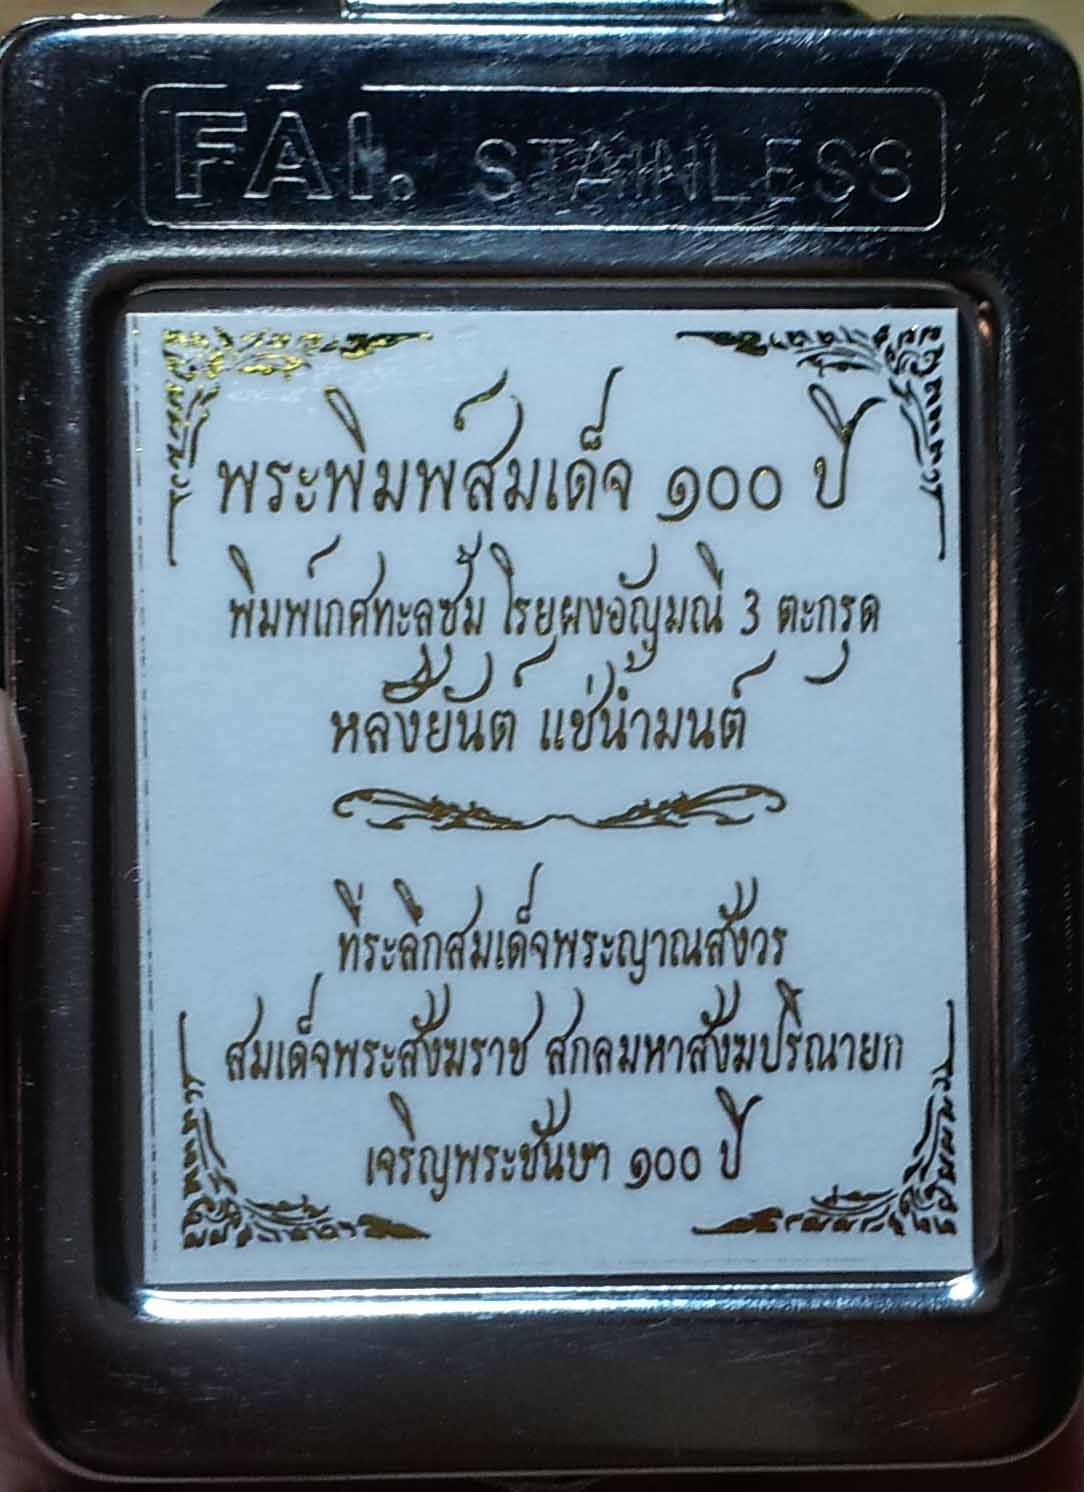 FAI. STAINLESS
พระพิมพ์สมเด็จ ๑๐๐ ปี
พิมพ์เกศทะลุซุ้ม โรยผงอัญมณี 3 ตะกรุด
หลังยันต์ แช่น้ำมนต์
ที่ระลึกสมเด็จพระญาณสังวร
สมเด็จพระสังฆราช สกลมหาสังฆปริณายก
เจริญพระชันษา ๑๐๐ ปี